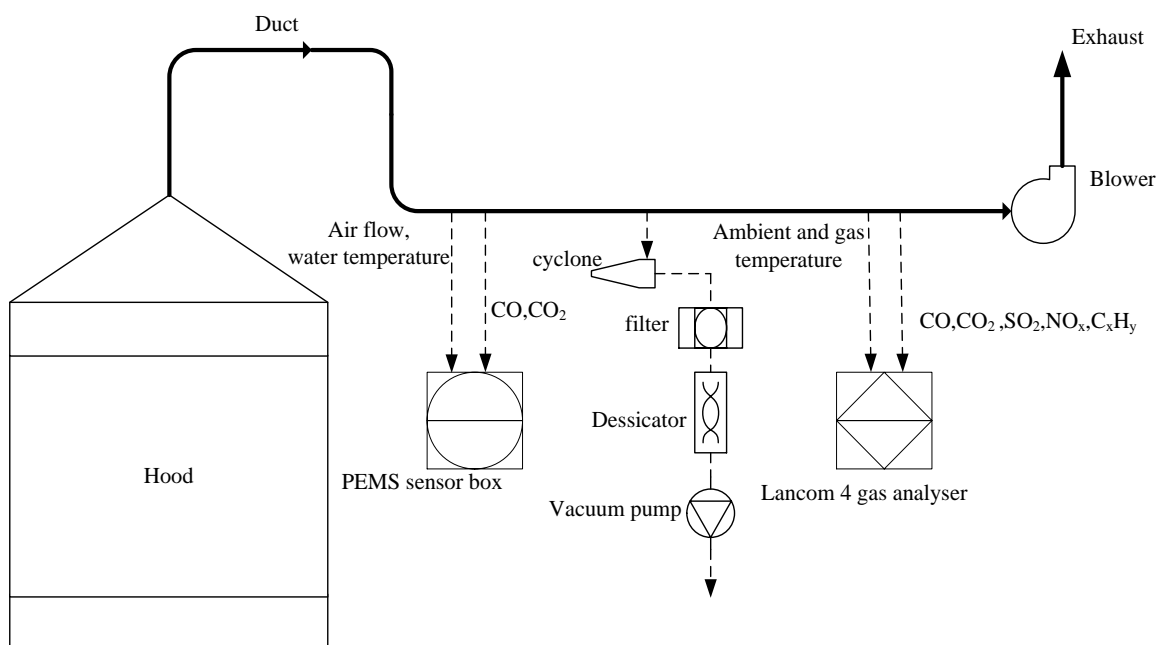 Duct
Exhaust
Blower
Air flow,
water temperature
cyclone
Ambient and gas
temperature
CO,CO₂
filter
CO,CO₂ ,SO₂,NOₓ,CₓHᵧ
Dessicator
Hood
PEMS sensor box
Lancom 4 gas analyser
Vacuum pump